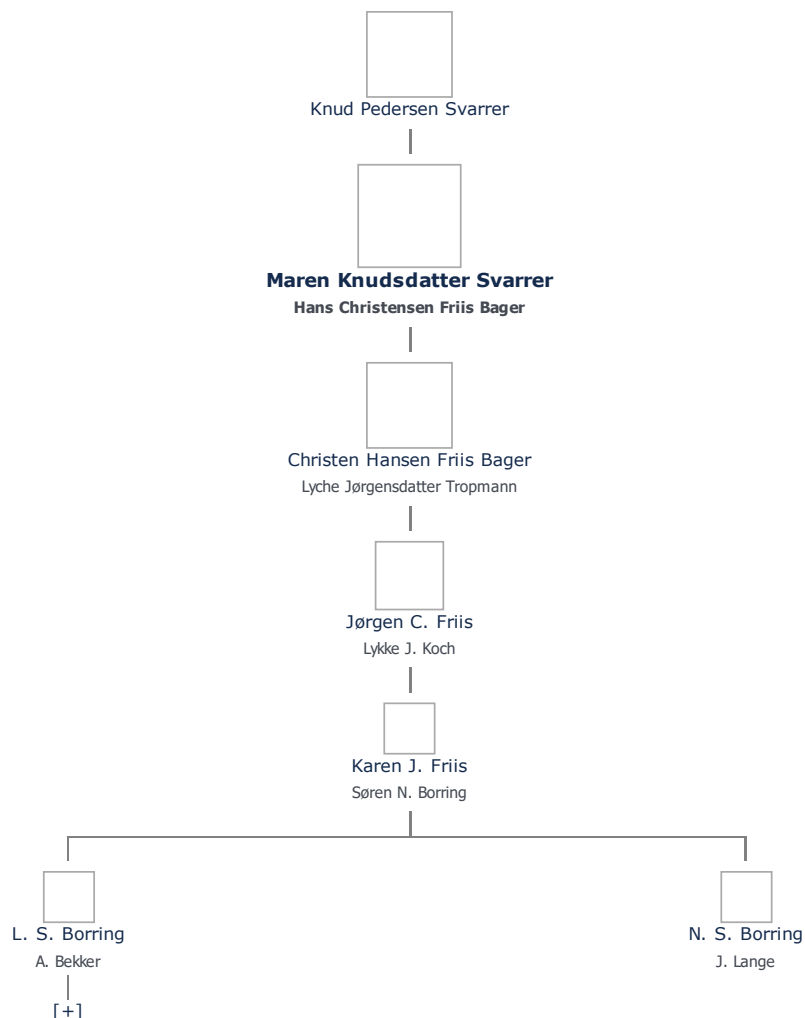 Knud Pedersen Svarrer
Maren Knudsdatter Svarrer
Hans Christensen Friis Bager
Christen Hansen Friis Bager
Lyche Jørgensdatter Tropmann
Jørgen C. Friis
Lykke J. Koch
Karen J. Friis
Søren N. Borring
L. S. Borring
A. Bekker
[+]
N. S. Borring
J. Lange